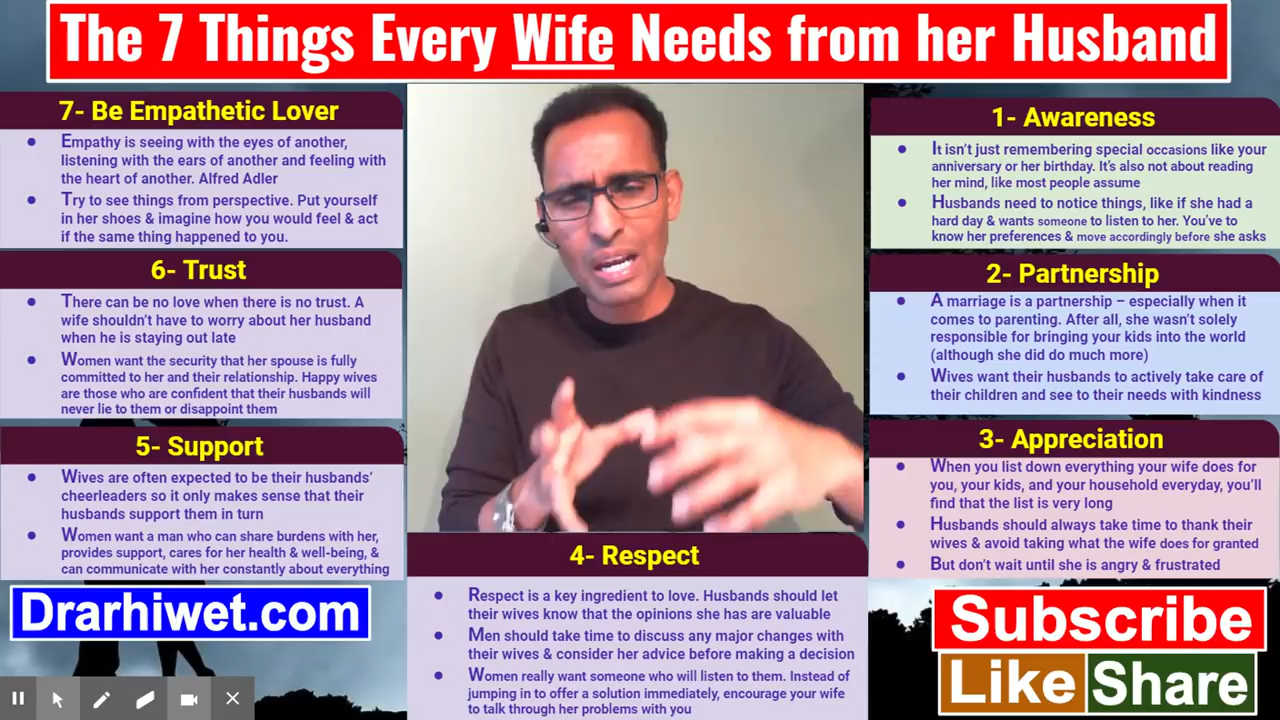 The 7 Things Every Wife Needs from her Husband
1- Awareness
● It isn't just remembering special occasions like your
anniversary or her birthday. It's also not about reading
her mind, like most people assume
● Husbands need to notice things, like if she had a
hard day & wants someone to listen to her. You've to
know her preferences & move accordingly before she asks
2- Partnership
● A marriage is a partnership – especially when it
comes to parenting. After all, she wasn't solely
responsible for bringing your kids into the world
(although she did do much more)
● Wives want their husbands to actively take care of
their children and see to their needs with kindness
3- Appreciation
● When you list down everything your wife does for
you, your kids, and your household everyday, you'll
find that the list is very long
● Husbands should always take time to thank their
wives & avoid taking what the wife does for granted
● But don't wait until she is angry & frustrated
4- Respect
● Respect is a key ingredient to love. Husbands should let
their wives know that the opinions she has are valuable
● Men should take time to discuss any major changes with
their wives & consider her advice before making a decision
● Women really want someone who will listen to them. Instead of
jumping in to offer a solution immediately, encourage your wife
to talk through her problems with you
5- Support
● Wives are often expected to be their husbands'
cheerleaders so it only makes sense that their
husbands support them in turn
● Women want a man who can share burdens with her,
provides support, cares for her health & well-being, &
can communicate with her constantly about everything
6- Trust
● There can be no love when there is no trust. A
wife shouldn't have to worry about her husband
when he is staying out late
● Women want the security that her spouse is fully
committed to her and their relationship. Happy wives
are those who are confident that their husbands will
never lie to them or disappoint them
7- Be Empathetic Lover
● Empathy is seeing with the eyes of another,
listening with the ears of another and feeling with
the heart of another. Alfred Adler
● Try to see things from perspective. Put yourself
in her shoes & imagine how you would feel & act
if the same thing happened to you.
Drarhiwet.com
Subscribe
Like Share